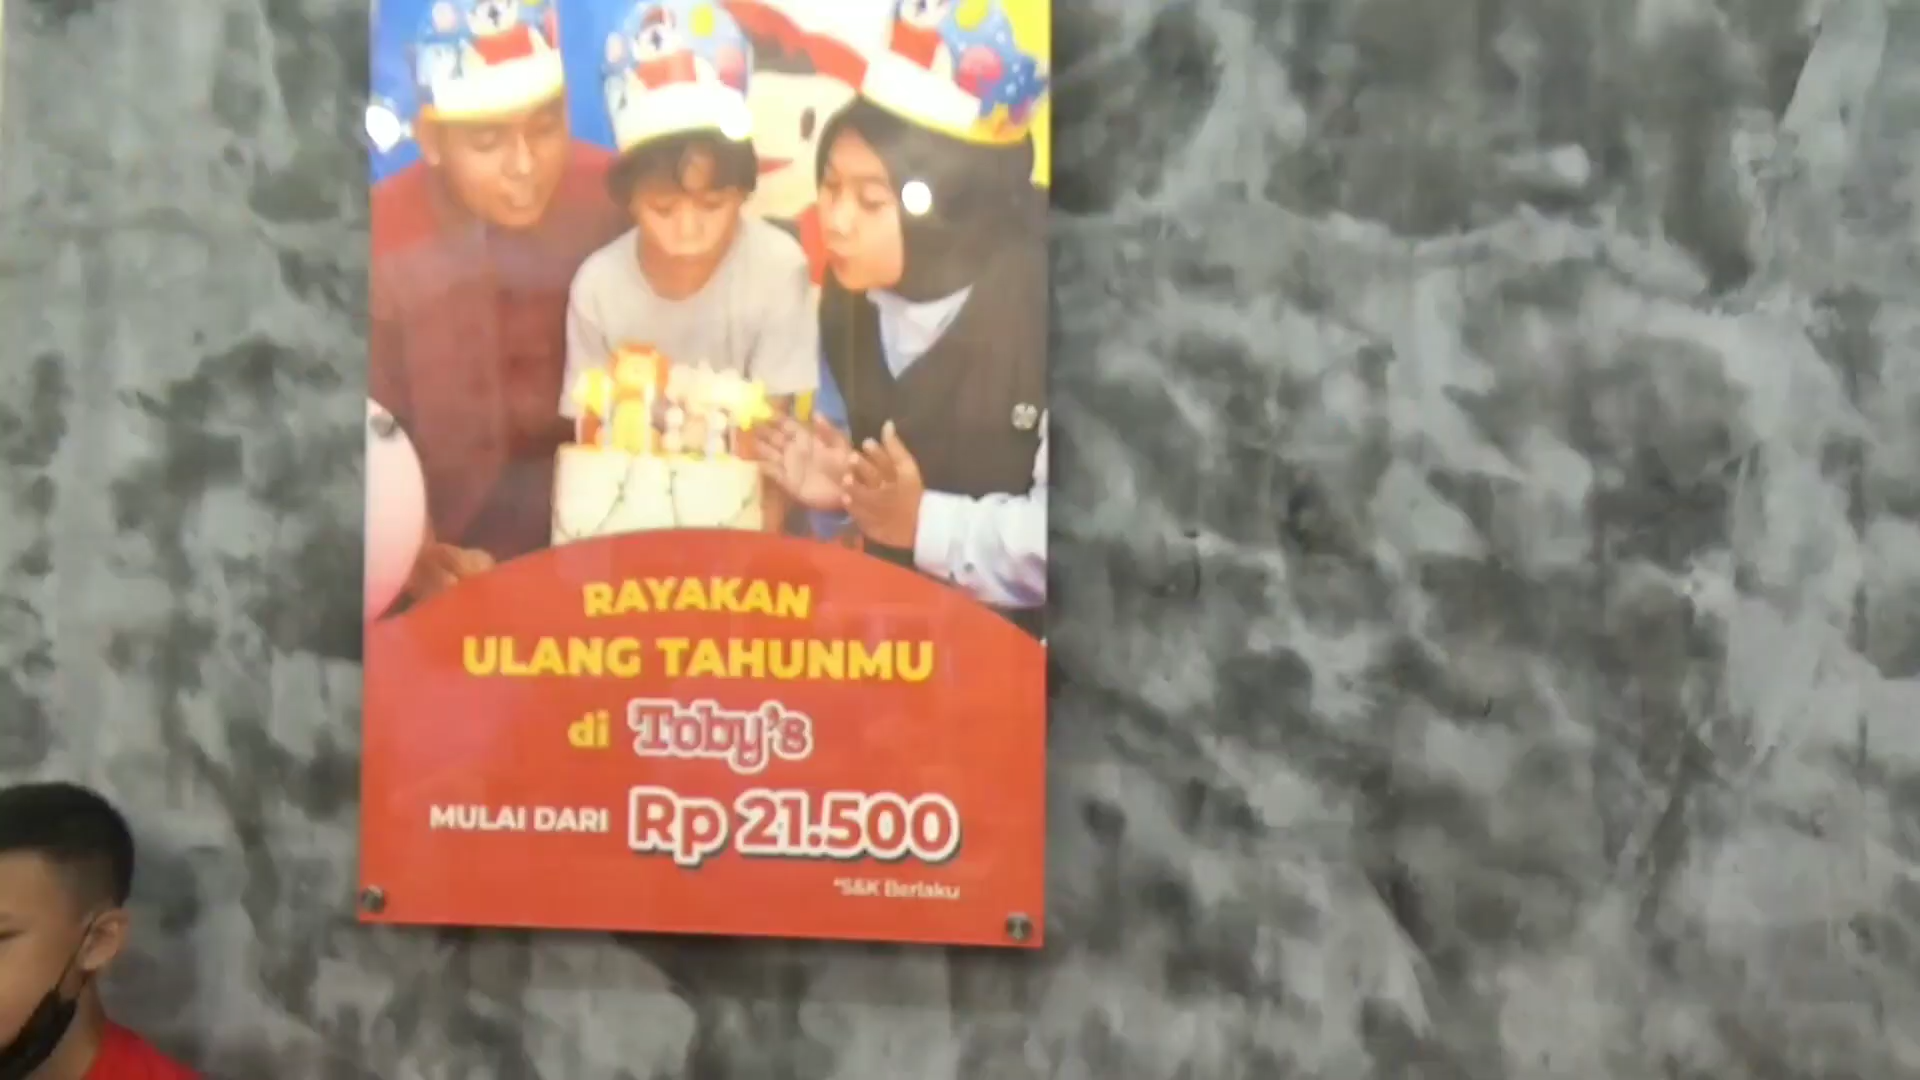 RAYAKAN
ULANG TAHUNMU
di Toby's
MULAI DARI Rp 21.500
*S&K Berlaku